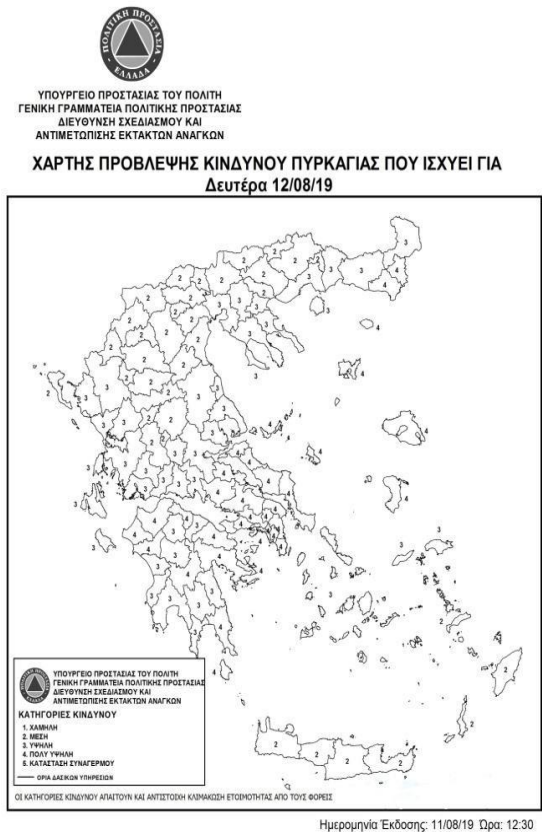 ΠΟΛΙΤΙΚΗ ΠΡΟΣΤΑΣΙΑ
ΕΛΛΑΔΑ
ΥΠΟΥΡΓΕΙΟ ΠΡΟΣΤΑΣΙΑΣ ΤΟΥ ΠΟΛΙΤΗ
ΓΕΝΙΚΗ ΓΡΑΜΜΑΤΕΙΑ ΠΟΛΙΤΙΚΗΣ ΠΡΟΣΤΑΣΙΑΣ
ΔΙΕΥΘΥΝΣΗ ΣΧΕΔΙΑΣΜΟΥ ΚΑΙ
ΑΝΤΙΜΕΤΩΠΙΣΗΣ ΕΚΤΑΚΤΩΝ ΑΝΑΓΚΩΝ
ΧΑΡΤΗΣ ΠΡΟΒΛΕΨΗΣ ΚΙΝΔΥΝΟΥ ΠΥΡΚΑΓΙΑΣ ΠΟΥ ΙΣΧΥΕΙ ΓΙΑ
Δευτέρα 12/08/19
ΥΠΟΥΡΓΕΙΟ ΠΡΟΣΤΑΣΙΑΣ ΤΟΥ ΠΟΛΙΤΗ
ΓΕΝΙΚΗ ΓΡΑΜΜΑΤΕΙΑ ΠΟΛΙΤΙΚΗΣ ΠΡΟΣΤΑΣΙΑΣ
ΔΙΕΥΘΥΝΣΗ ΣΧΕΔΙΑΣΜΟΥ ΚΑΙ
ΑΝΤΙΜΕΤΩΠΙΣΗΣ ΕΚΤΑΚΤΩΝ ΑΝΑΓΚΩΝ
ΚΑΤΗΓΟΡΙΕΣ ΚΙΝΔΥΝΟΥ
1. ΧΑΜΗΛΗ
2. ΜΕΣΗ
3. ΥΨΗΛΗ
4. ΠΟΛΥ ΥΨΗΛΗ
5. ΚΑΤΑΣΤΑΣΗ ΣΥΝΑΓΕΡΜΟΥ
ΟΡΙΑ ΔΑΣΙΚΩΝ ΥΠΗΡΕΣΙΩΝ
ΟΙ ΚΑΤΗΓΟΡΙΕΣ ΚΙΝΔΥΝΟΥ ΑΠΑΙΤΟΥΝ ΚΑΙ ΑΝΤΙΣΤΟΙΧΗ ΚΛΙΜΑΚΩΣΗ ΕΤΟΙΜΟΤΗΤΑΣ ΑΠΟ ΤΟΥΣ ΦΟΡΕΙΣ
Ημερομηνία Έκδοσης: 11/08/19 Ώρα: 12:30